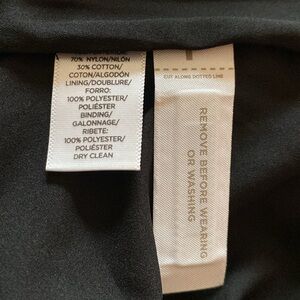 70% NYLON/NILÓN
30% COTTON/
COTON/ALGODÓN
LINING/DOUBLURE/
FORRO:
100% POLYESTER/
POLIÉSTER
BINDING/
GALONNAGE/
RIBETE:
100% POLYESTER/
POLIÉSTER
DRY CLEAN
CUT ALONG DOTTED LINE
REMOVE BEFORE WEARING
OR WASHING